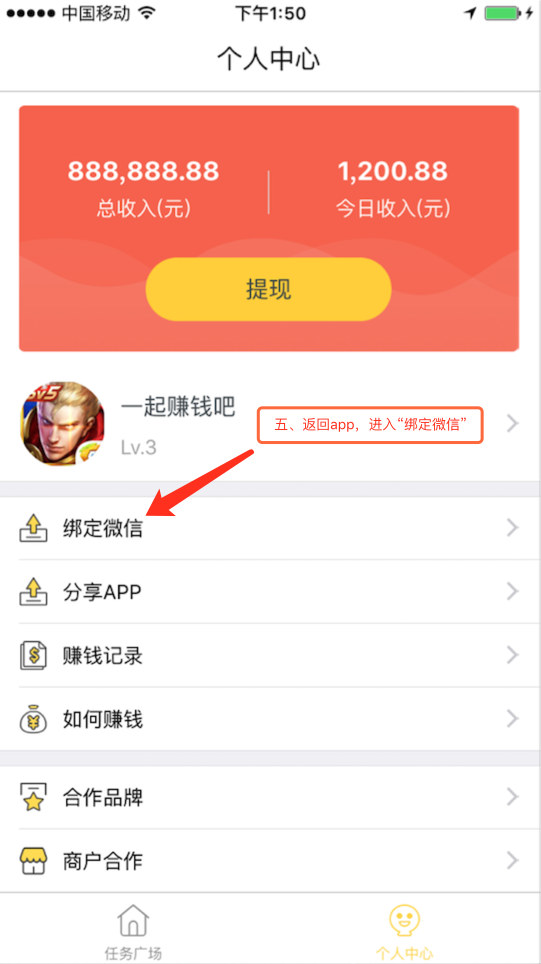 中国移动
下午1:50
个人中心
888,888.88
1,200.88
总收入(元)
今日收入(元)
提现
5v5
一起赚钱吧
Lv.3
五、返回app，进入“绑定微信”
绑定微信
分享APP
赚钱记录
如何赚钱
合作品牌
商户合作
任务广场
个人中心